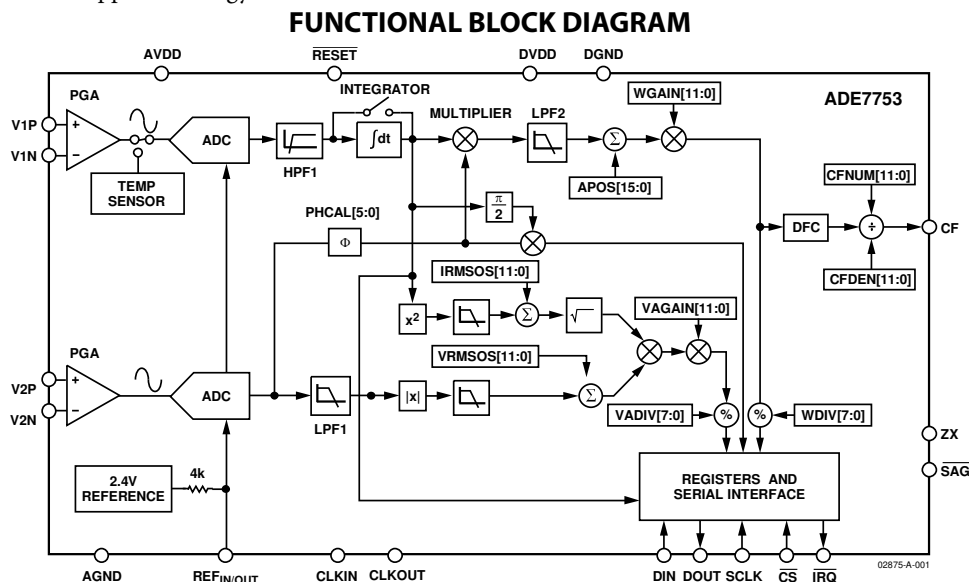 FUNCTIONAL BLOCK DIAGRAM
AVDD
RESET
DVDD
DGND
INTEGRATOR
WGAIN[11:0]
ADE7753
PGA
MULTIPLIER
LPF2
V1P
+
ADC
∫dt
Σ
V1N
−
HPF1
TEMP
SENSOR
APOS[15:0]
CFNUM[11:0]
PHCAL[5:0]
π
2
DFC
÷
CF
Φ
IRMSOS[11:0]
CFDEN[11:0]
x²
Σ
√
VAGAIN[11:0]
PGA
VRMSOS[11:0]
V2P
+
ADC
|x|
Σ
V2N
−
LPF1
VADIV[7:0]
%
%
WDIV[7:0]
ZX
2.4V
REFERENCE
4k
REGISTERS AND
SERIAL INTERFACE
SAG
AGND
REFIN/OUT
CLKIN
CLKOUT
DIN
DOUT
SCLK
CS
IRQ
02875-A-001